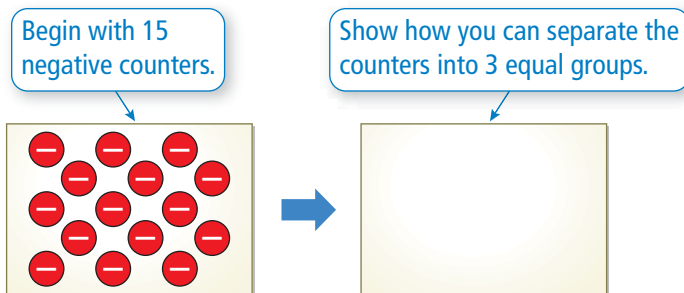 Begin with 15
negative counters.
Show how you can separate the
counters into 3 equal groups.